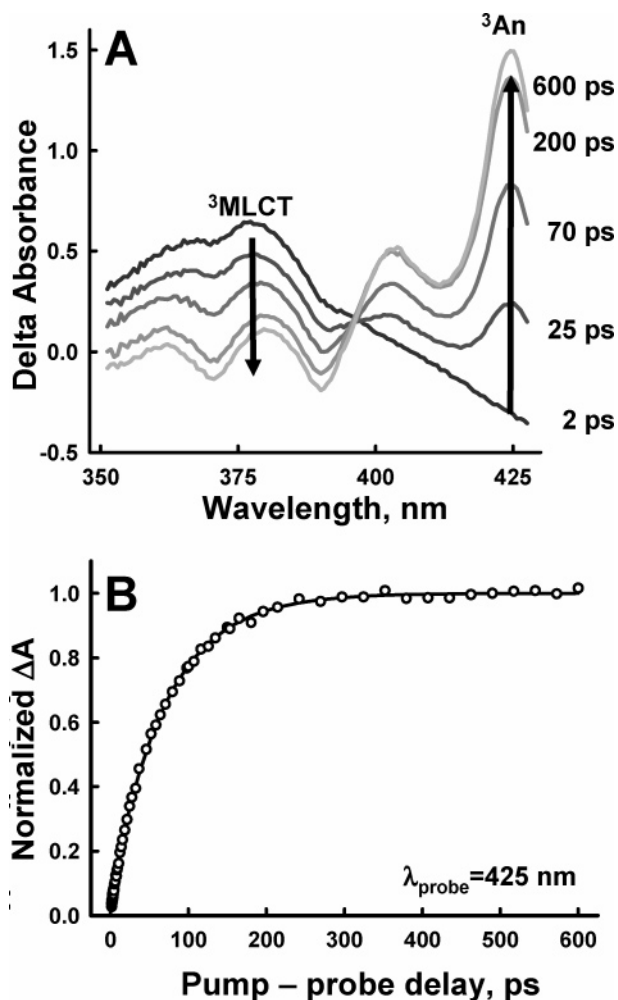 A
³An
1.5
1.0
0.5
0.0
-0.5
Delta Absorbance
³MLCT
600 ps
200 ps
70 ps
25 ps
2 ps
350
375
400
425
Wavelength, nm
B
1.0
0.8
0.6
0.4
0.2
0.0
Normalized ΔA
λprobe=425 nm
0
100
200
300
400
500
600
Pump – probe delay, ps